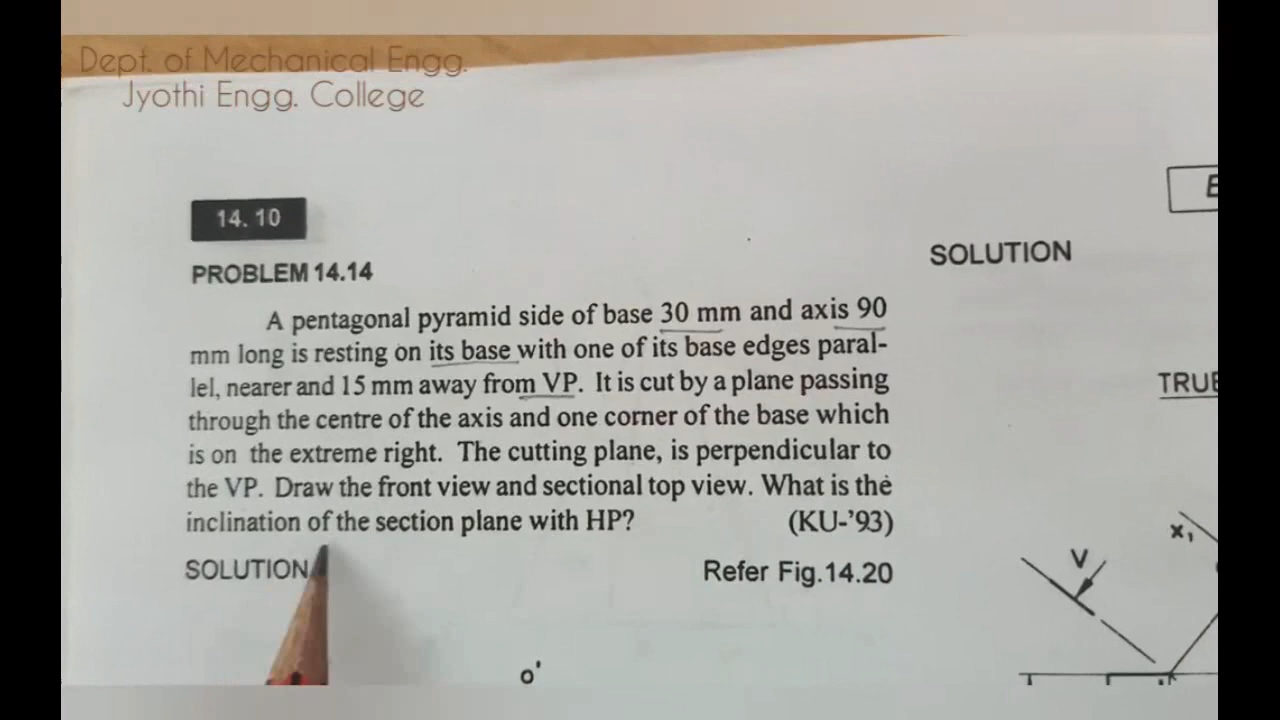 Dept. of Mechanical Engg.
Jyothi Engg. College
14.10
PROBLEM 14.14
A pentagonal pyramid side of base 30 mm and axis 90
mm long is resting on its base with one of its base edges paral-
lel, nearer and 15 mm away from VP. It is cut by a plane passing
through the centre of the axis and one corner of the base which
is on the extreme right. The cutting plane, is perpendicular to
the VP. Draw the front view and sectional top view. What is the
inclination of the section plane with HP? (KU-'93)
SOLUTION Refer Fig.14.20
o'
SOLUTION
TRUE
x₁
V